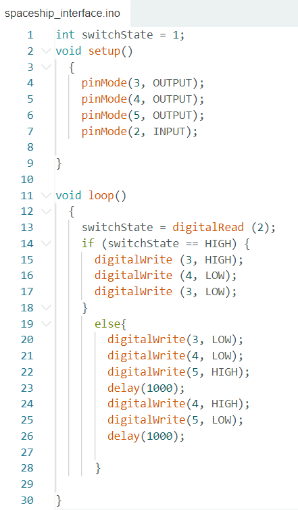 spaceship_interface.ino
1 int switchState = 1;
2 void setup()
3 {
4 pinMode(3, OUTPUT);
5 pinMode(4, OUTPUT);
6 pinMode(5, OUTPUT);
7 pinMode(2, INPUT);
8
9 }
10
11 void loop()
12 {
13 switchState = digitalRead (2);
14 if (switchState == HIGH) {
15 digitalWrite (3, HIGH);
16 digitalWrite (4, LOW);
17 digitalWrite (3, LOW);
18 }
19 else{
20 digitalWrite(3, LOW);
21 digitalWrite(4, LOW);
22 digitalWrite(5, HIGH);
23 delay(1000);
24 digitalWrite(4, HIGH);
25 digitalWrite(5, LOW);
26 delay(1000);
27
28 }
29
30 }